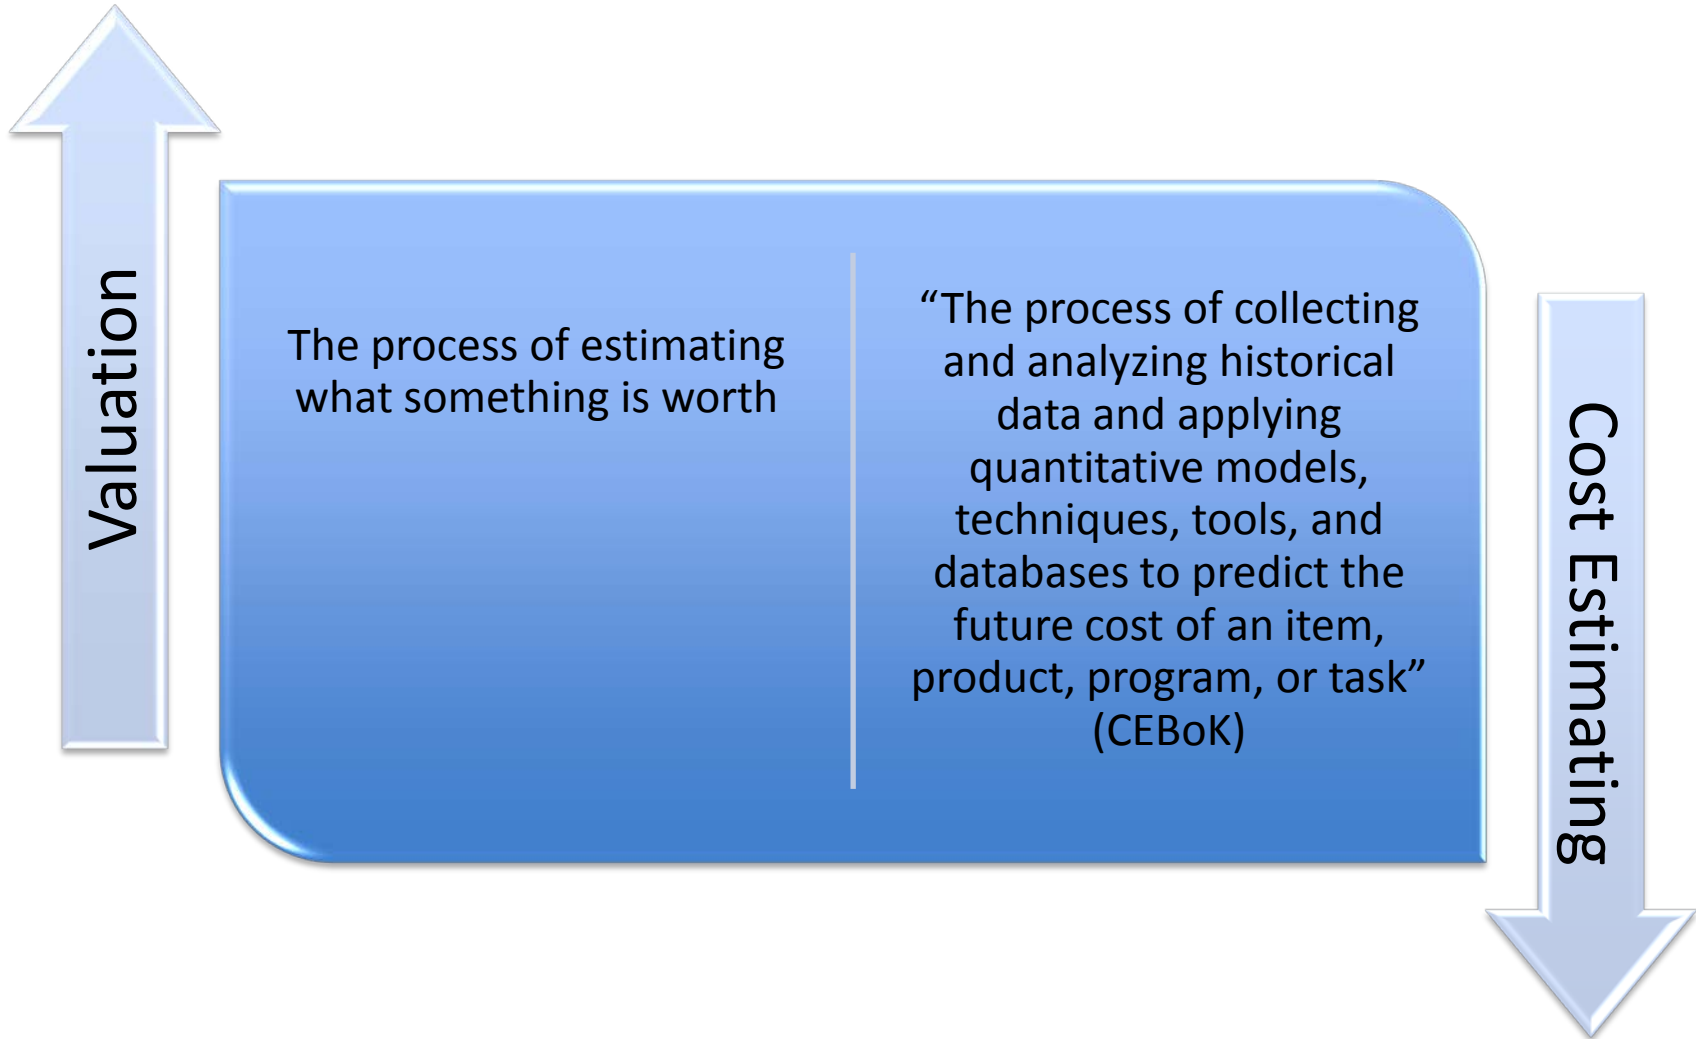 Valuation
The process of estimating
what something is worth
“The process of collecting
and analyzing historical
data and applying
quantitative models,
techniques, tools, and
databases to predict the
future cost of an item,
product, program, or task”
(CEBoK)
Cost Estimating